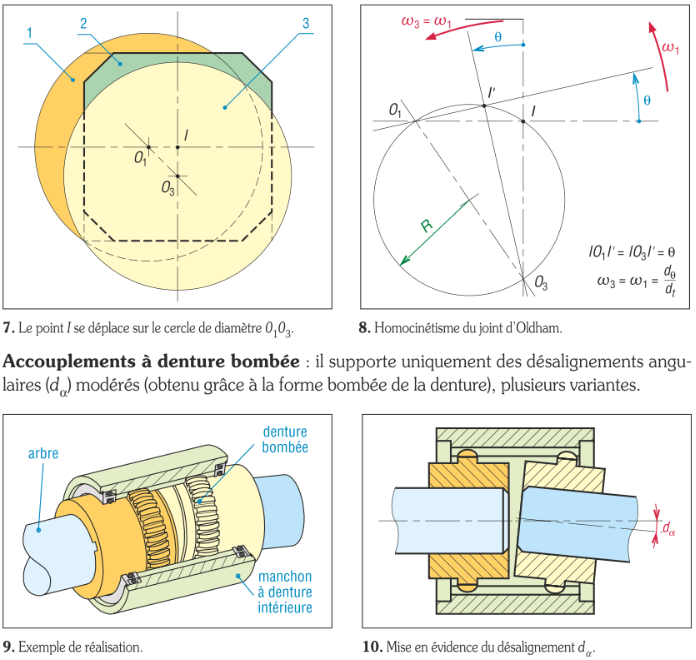 1
2
3
O₁
I
O₃
ω₃ = ω₁
θ
ω₁
I'
θ
O₁
I
R
O₃
IO₁I' = IO₃I' = θ
ω₃ = ω₁ = dθ/dt
7. Le point I se déplace sur le cercle de diamètre O₁O₃.
8. Homocinétisme du joint d'Oldham.
Accouplements à denture bombée : il supporte uniquement des désalignements angu-
laires (dα) modérés (obtenu grâce à la forme bombée de la denture), plusieurs variantes.
arbre
denture
bombée
manchon
à denture
intérieure
dα
9. Exemple de réalisation.
10. Mise en évidence du désalignement dα.